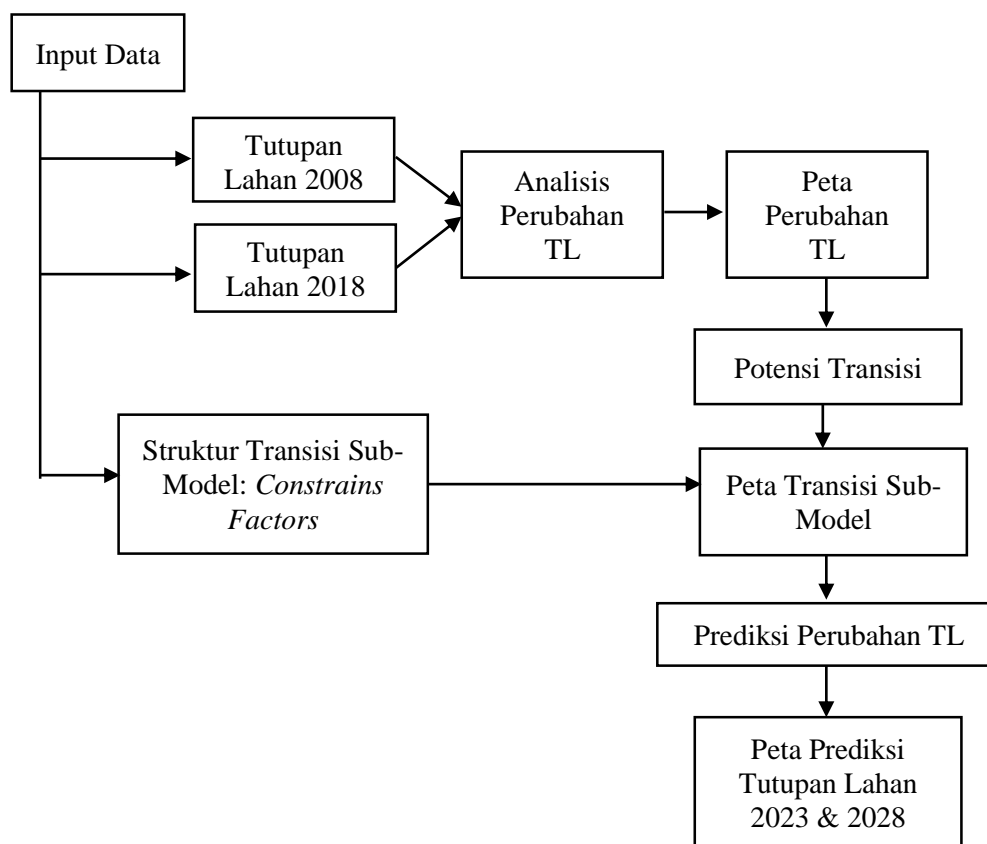 Input Data
Tutupan
Lahan 2008
Analisis
Perubahan
TL
Peta
Perubahan
TL
Tutupan
Lahan 2018
Potensi Transisi
Struktur Transisi Sub-
Model: Constrains
Factors
Peta Transisi Sub-
Model
Prediksi Perubahan TL
Peta Prediksi
Tutupan Lahan
2023 & 2028